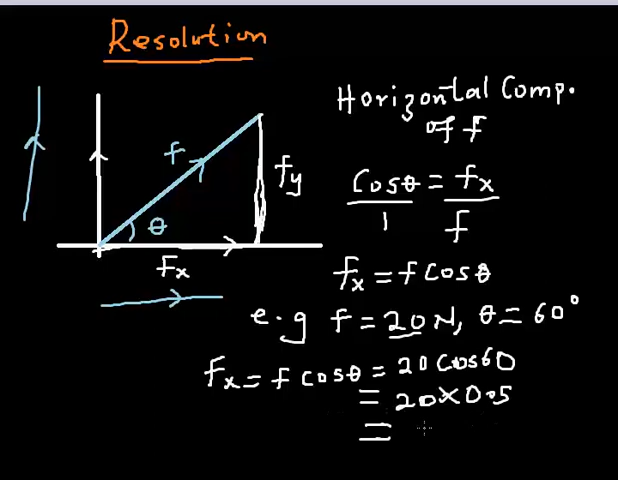 Resolution
Horizontal Comp.
of f
f
fy
θ
Fx
Cosθ = fx
1 f
fx = f Cosθ
e.g f = 20N, θ = 60°
fx = f cosθ = 20 cos60
= 20×0.5
=